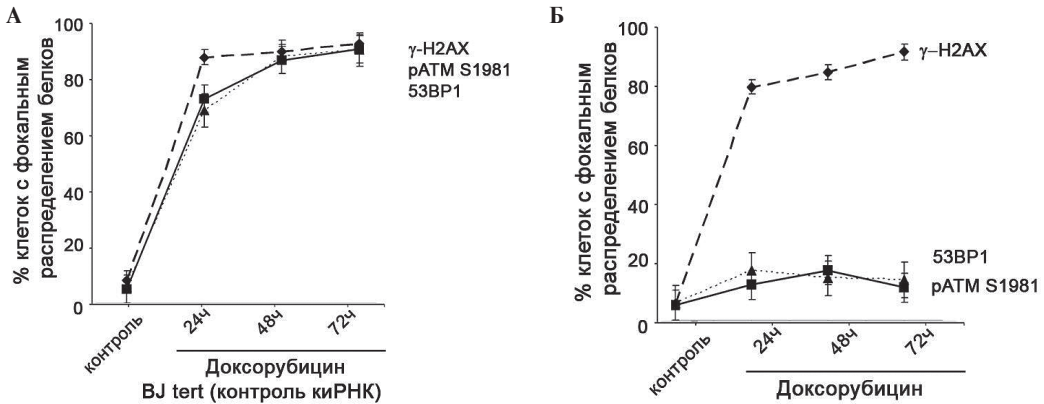 А
% клеток с фокальным
распределением белков
100
80
60
40
20
0
контроль
24ч
48ч
72ч
Доксорубицин
BJ tert (контроль киРНК)
γ-H2AX
pATM S1981
53BP1
Б
% клеток с фокальным
распределением белков
100
80
60
40
20
0
контроль
24ч
48ч
72ч
Доксорубицин
γ–H2AX
53BP1
pATM S1981